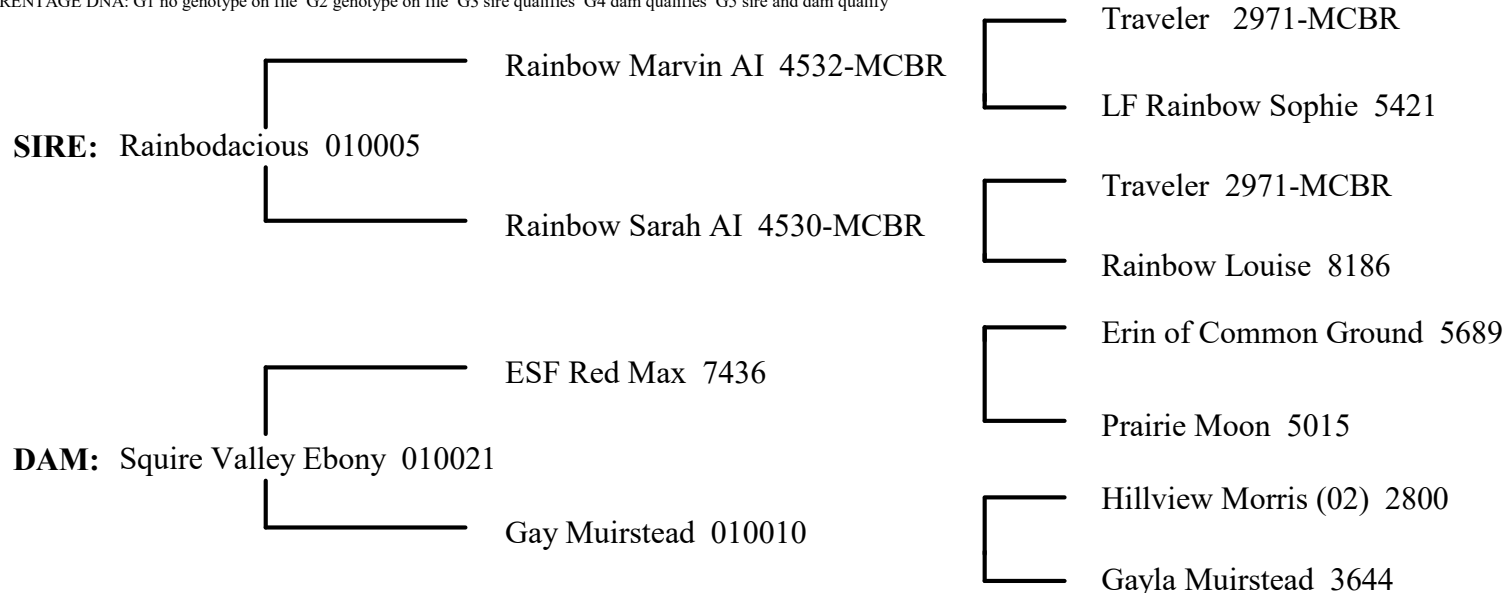 RENTAGE DNA: G1 no genotype on file G2 genotype on file G3 sire qualifies G4 dam qualifies G5 sire and dam qualify
Traveler 2971-MCBR
Rainbow Marvin AI 4532-MCBR
LF Rainbow Sophie 5421
SIRE: Rainbodacious 010005
Traveler 2971-MCBR
Rainbow Sarah AI 4530-MCBR
Rainbow Louise 8186
Erin of Common Ground 5689
ESF Red Max 7436
Prairie Moon 5015
DAM: Squire Valley Ebony 010021
Hillview Morris (02) 2800
Gay Muirstead 010010
Gayla Muirstead 3644